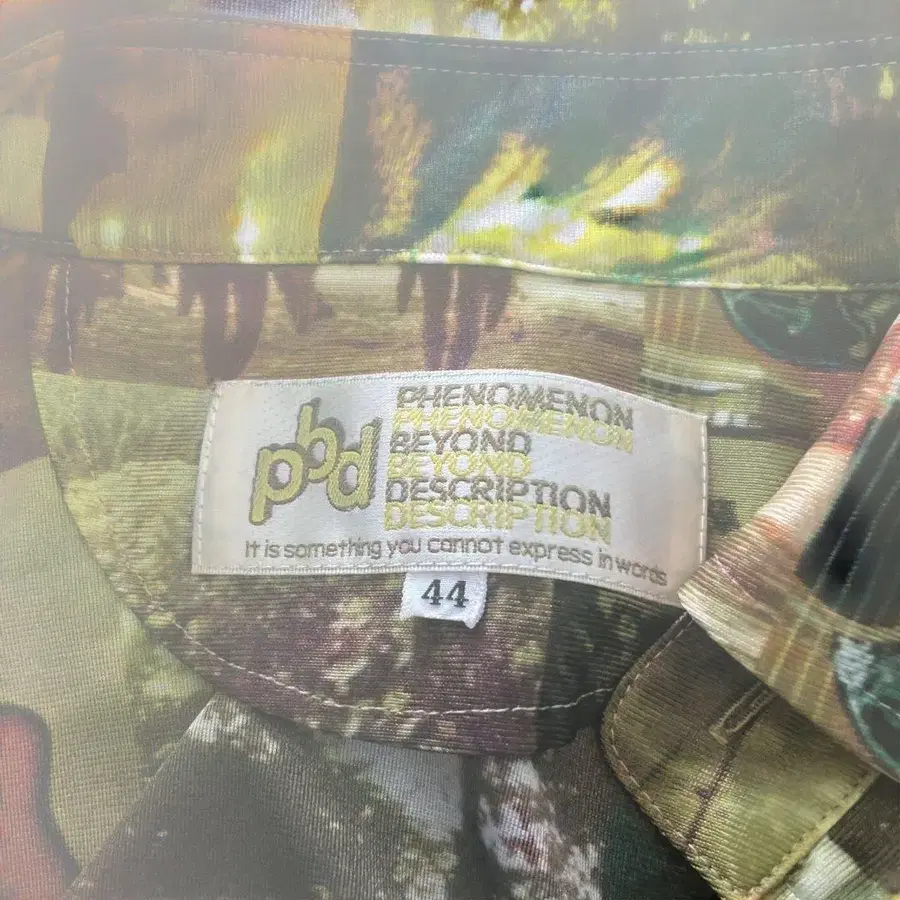 pbd
PHENOMENON
PHENOMENON
BEYOND
BEYOND
DESCRIPTION
DESCRIPTION
It is something you cannot express in words
44